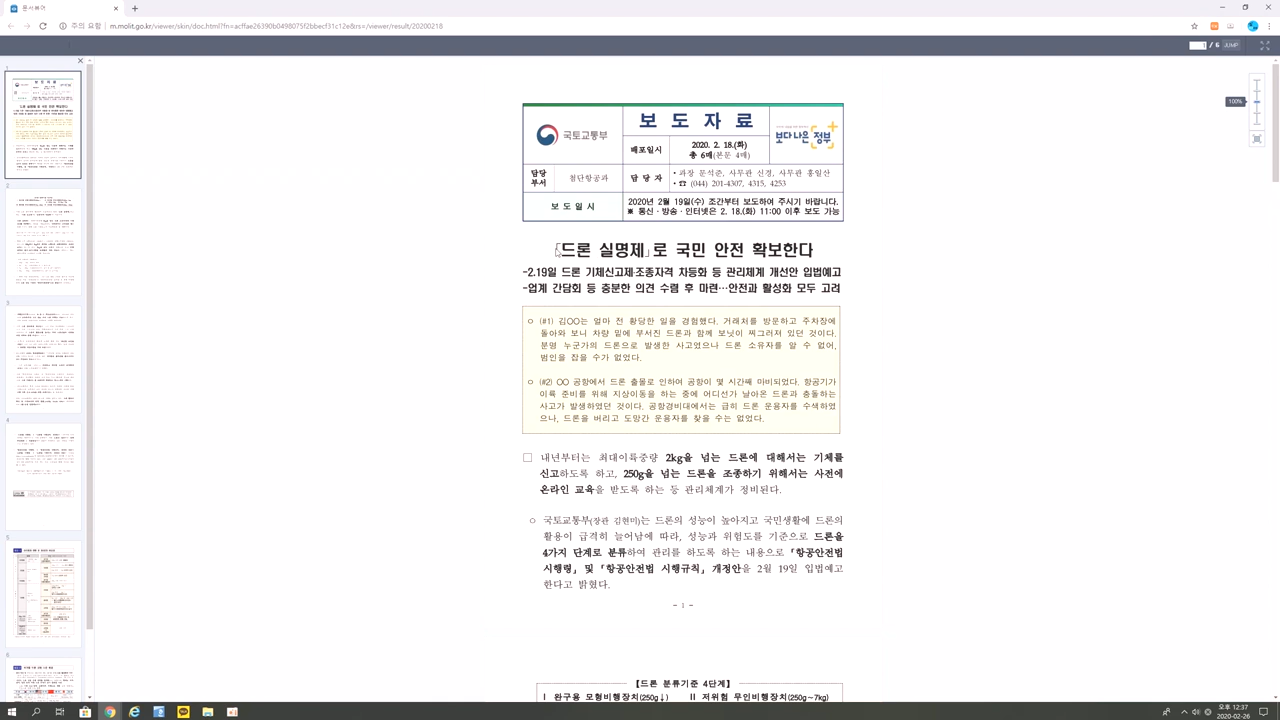 문서뷰어
주의 요함
m.molit.go.kr/viewer/skin/doc.html?fn=acffae26390b0498075f2bbecf31c12e&rs=/viewer/result/20200218
1 / 6 JUMP
100%
국토교통부
보 도 자 료
배포일시
2020. 2. 18.(화)
총 6매(본문 4매)
보다나은 정부
담당
부서
첨단항공과
담 당 자
• 과장 문석준, 사무관 신경, 사무관 홍일산
• ☎ (044) 201-4307, 4315, 4253
보 도 일 시
2020년 2월 19일(수) 조간부터 보도하여 주시기 바랍니다.
※ 통신 · 방송 · 인터넷은 2. 18.(화) 11:00 이후 보도 가능
「드론 실명제」로 국민 안전 확보한다
-2.19일 드론 기체신고제·조종자격 차등화 등 관리체계 개선안 입법예고
-업계 간담회 등 충분한 의견 수렴 후 마련…안전과 활성화 모두 고려
ㅇ (#1) 김○○는 얼마 전 황당한 일을 경험했다. 거래처를 방문하고 주차장에
돌아와 보니 차량 밑에 부서진 드론과 함께 본넷이 찌그러져 있던 것이다.
분명 누군가의 드론으로 발생한 사고였으나 드론 소유자를 알 수 없어,
범인을 잡을 수가 없었다.
ㅇ (#2) ○○ 공항에서 드론 출몰로 인하여 공항이 몇 시간째 마비되었다. 항공기가
이륙 준비를 위해 지상이동을 하는 중에 어디선가 날아온 드론과 충돌하는
사고가 발생하였던 것이다. 공항경비대에서는 급히 드론 운용자를 수색하였
으나, 드론을 버리고 도망간 운용자를 찾을 수는 없었다.
□ 내년부터는 최대이륙중량 2kg을 넘는 드론에 대해서는 기체를
신고하도록 하고, 250g을 넘는 드론을 조종하기 위해서는 사전에
온라인 교육을 받도록 하는 등 관리체계가 정비된다.
ㅇ 국토교통부(장관 김현미)는 드론의 성능이 높아지고 국민생활에 드론의
활용이 급격히 늘어남에 따라, 성능과 위험도를 기준으로 드론을
4가지 단계로 분류하여 관리를 하도록 하는 내용으로 「항공안전법
시행령」 및 「항공안전법 시행규칙」 개정안을 2월 19일 입법예고
한다고 밝혔다.
- 1 -
【드론 분류기준 4단계】
Ⅰ 완구용 모형비행장치(250g↓) Ⅱ 저위험 무인비행장치(250g~7kg)
1
2
3
4
5
6
오후 12:37
2020-02-26